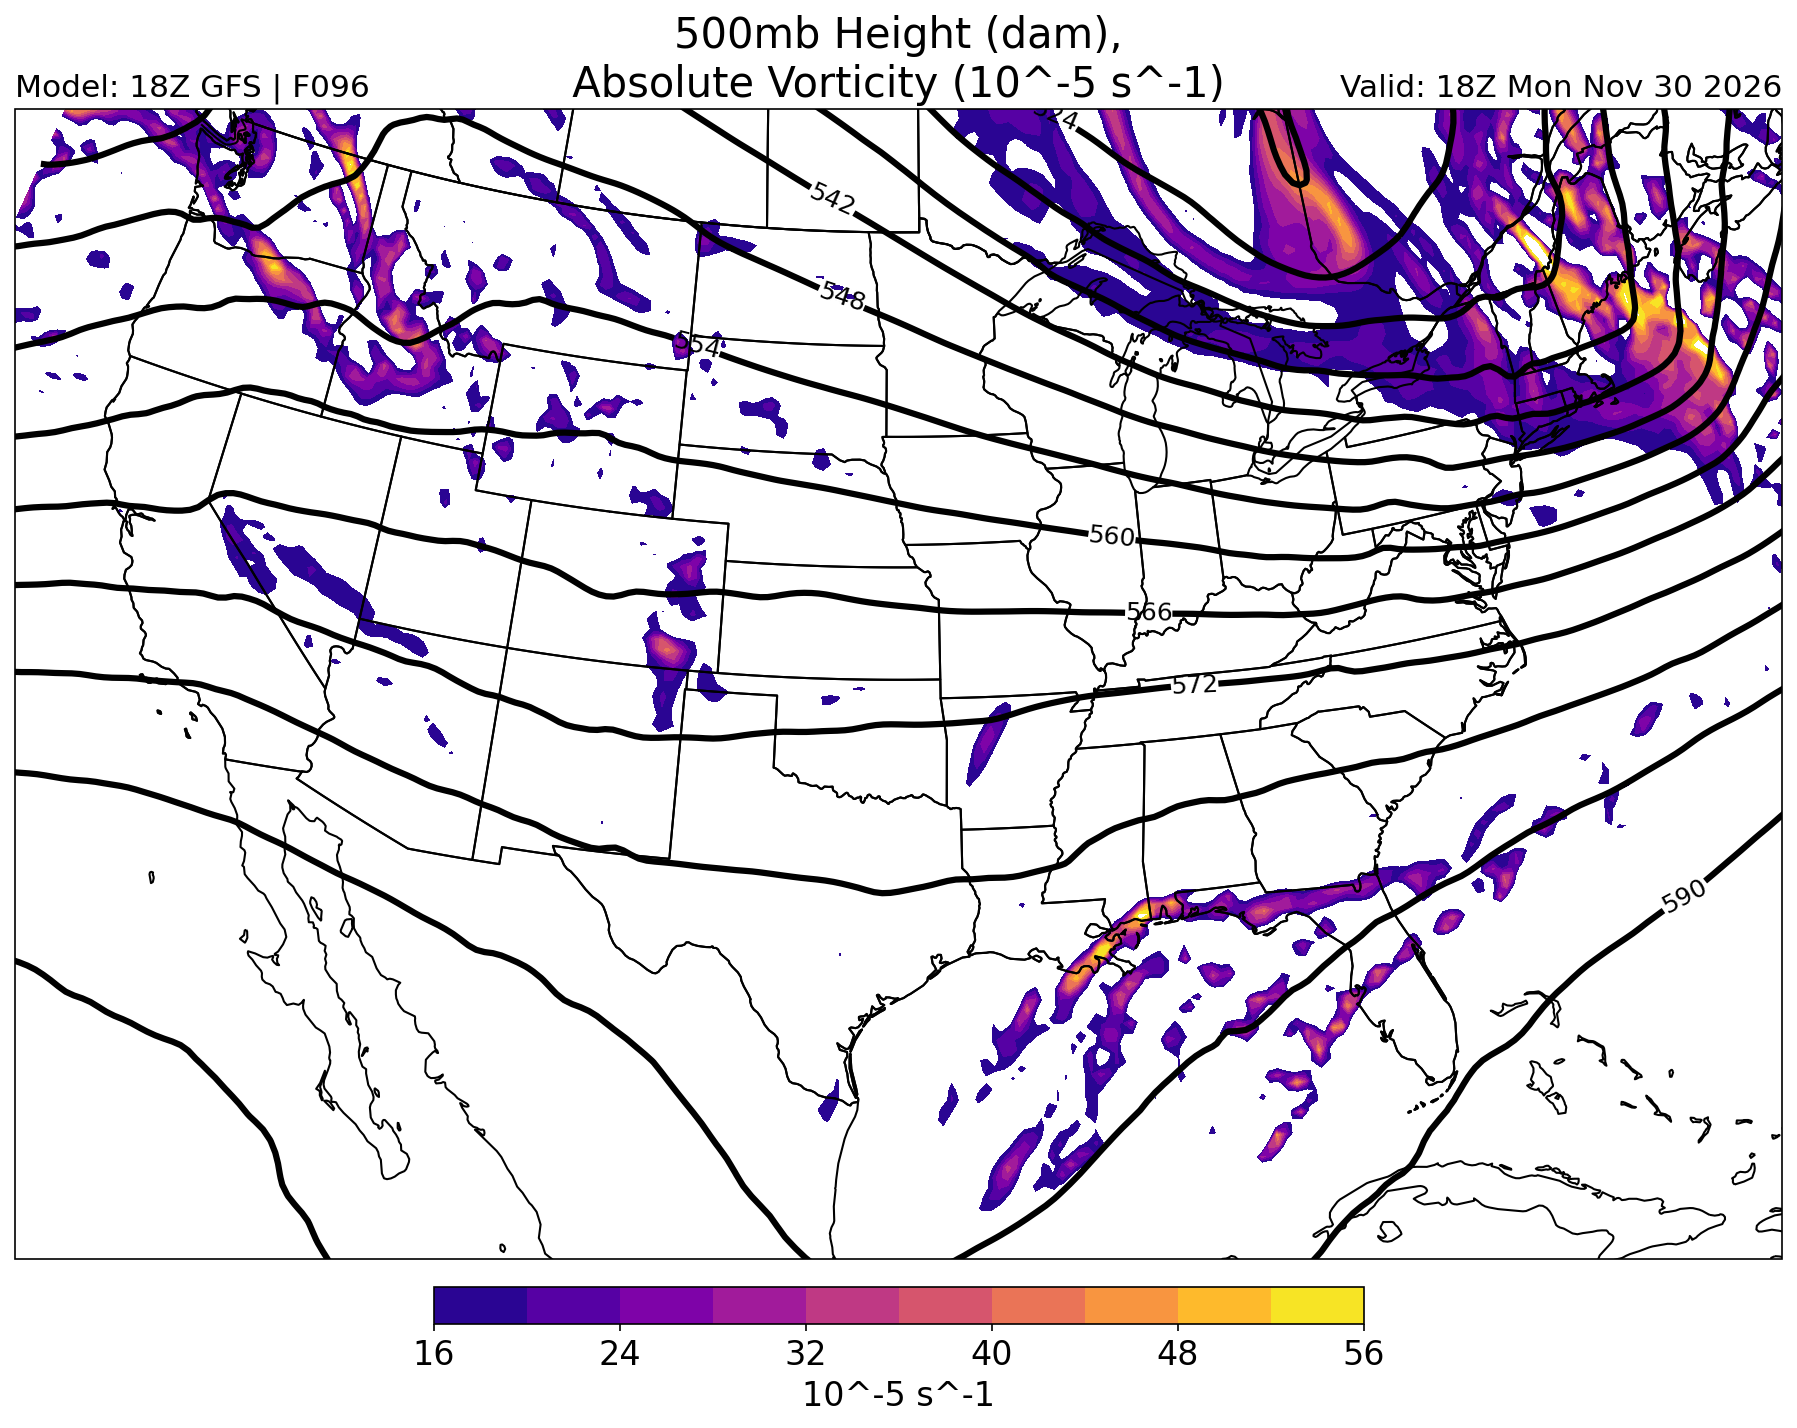 500mb Height (dam),
Absolute Vorticity (10^-5 s^-1)
Model: 18Z GFS | F096
Valid: 18Z Mon Nov 30 2026
524
542
548
554
560
566
572
590
16 24 32 40 48 56
10^-5 s^-1